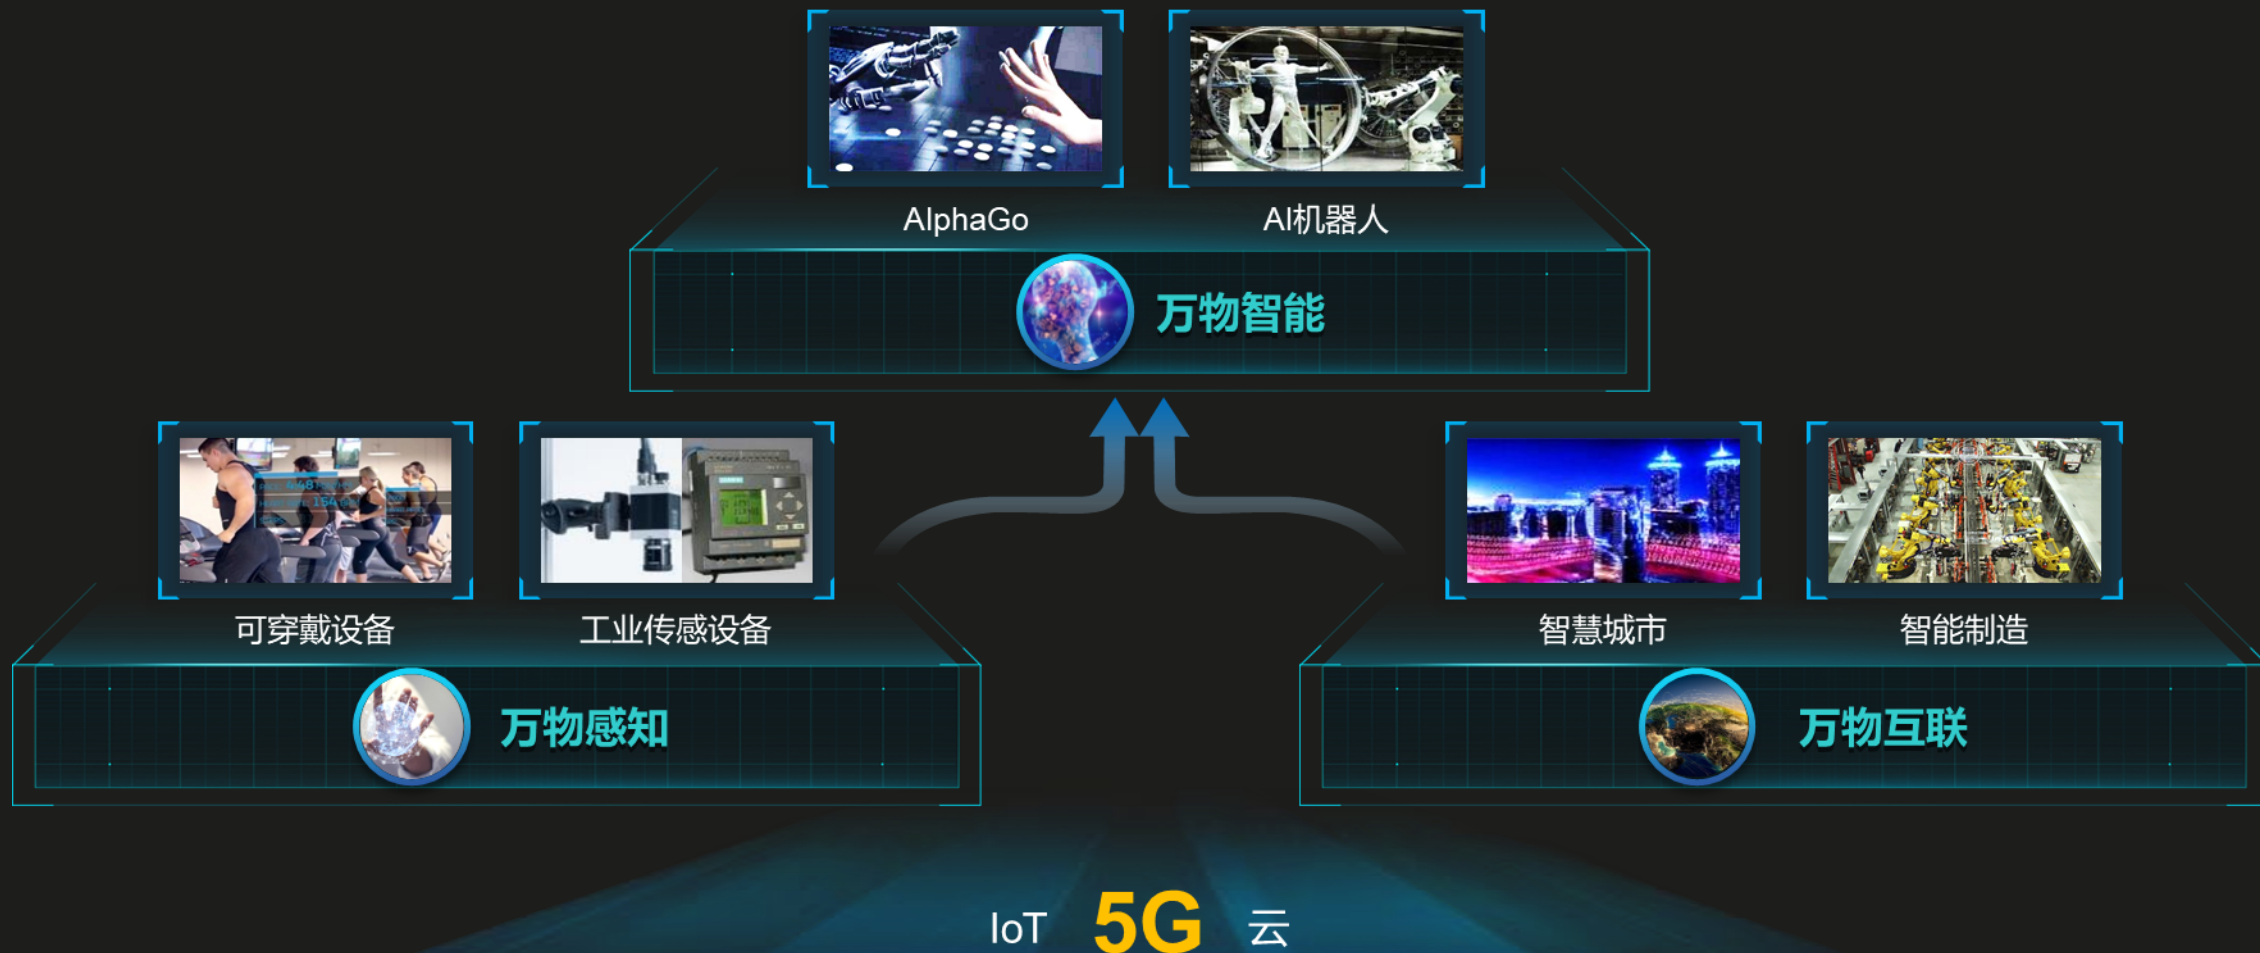 AlphaGo
AI机器人
万物智能
可穿戴设备
工业传感设备
智慧城市
智能制造
万物感知
万物互联
IoT 5G 云